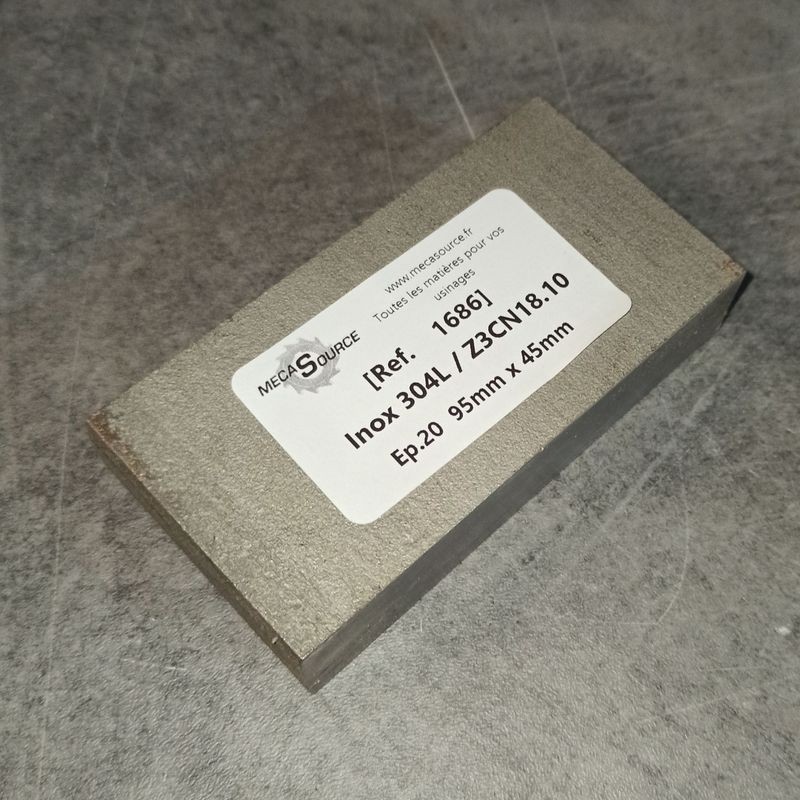 MECASOURCE
www.mecasource.fr
Toutes les matières pour vos
usinages
[Ref. 1686]
Inox 304L / Z3CN18.10
Ep.20 95mm x 45mm